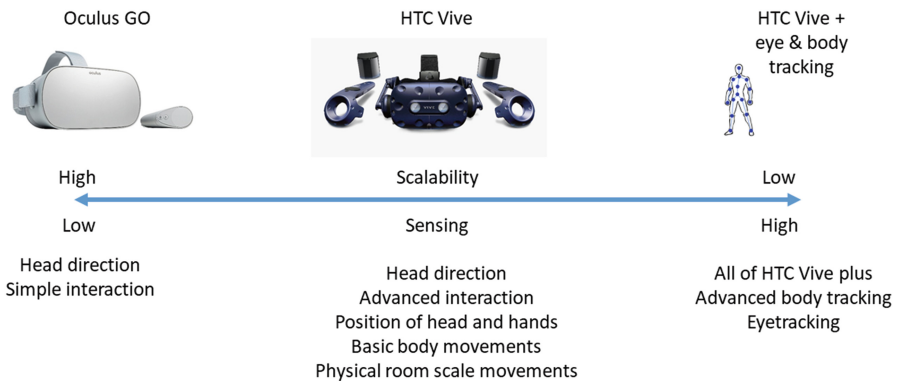 Oculus GO
HTC Vive
HTC Vive +
eye & body
tracking
oculus
VIVE
High
Scalability
Low
Low
Sensing
High
Head direction
Simple interaction
Head direction
Advanced interaction
Position of head and hands
Basic body movements
Physical room scale movements
All of HTC Vive plus
Advanced body tracking
Eyetracking